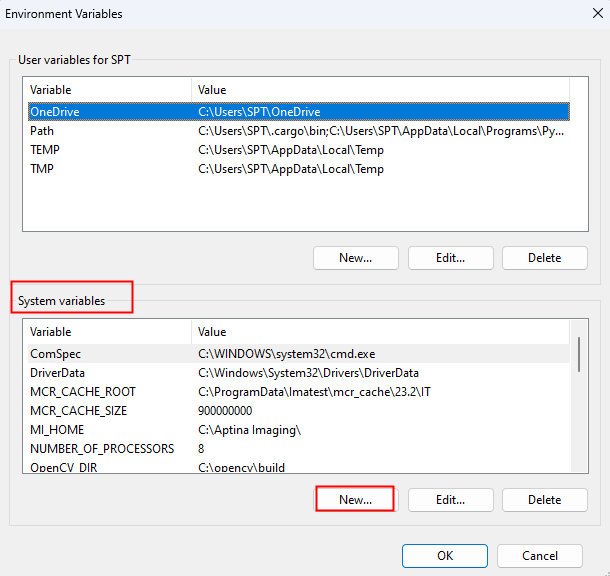 Environment Variables
User variables for SPT
Variable Value
OneDrive C:\Users\SPT\OneDrive
Path C:\Users\SPT\.cargo\bin;C:\Users\SPT\AppData\Local\Programs\Py...
TEMP C:\Users\SPT\AppData\Local\Temp
TMP C:\Users\SPT\AppData\Local\Temp
New... Edit... Delete
System variables
Variable Value
ComSpec C:\WINDOWS\system32\cmd.exe
DriverData C:\Windows\System32\Drivers\DriverData
MCR_CACHE_ROOT C:\ProgramData\Imatest\mcr_cache\23.2\IT
MCR_CACHE_SIZE 900000000
MI_HOME C:\Aptina Imaging\
NUMBER_OF_PROCESSORS 8
OpenCV_DIR C:\opencv\build
New... Edit... Delete
OK Cancel